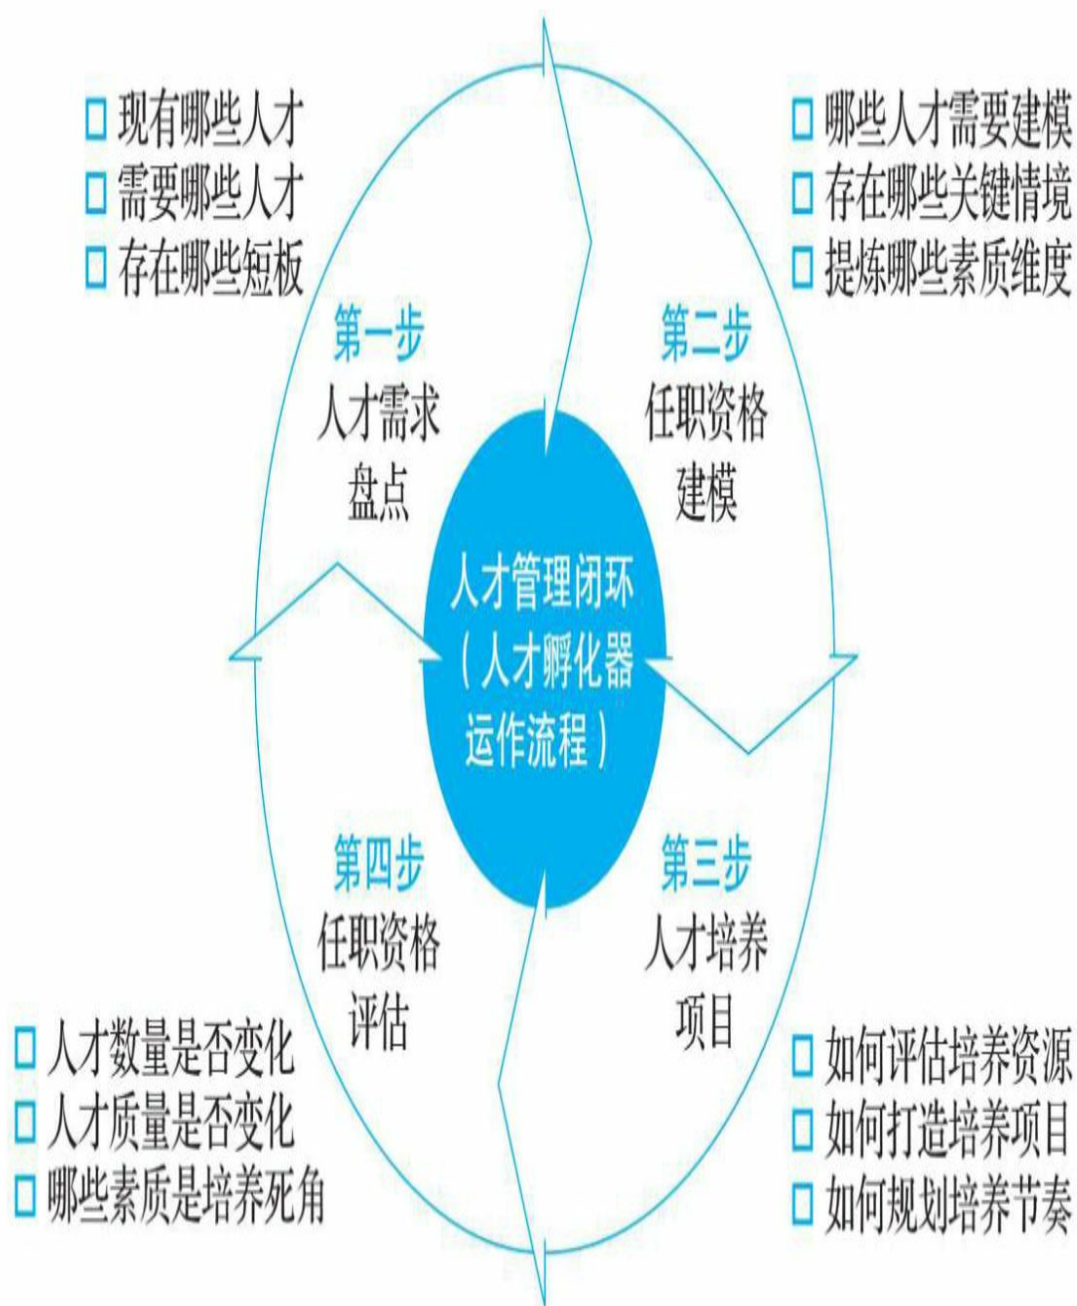 现有哪些人才
需要哪些人才
存在哪些短板
哪些人才需要建模
存在哪些关键情境
提炼哪些素质维度
第一步
人才需求
盘点
第二步
任职资格
建模
人才管理闭环
（人才孵化器
运作流程）
第四步
任职资格
评估
第三步
人才培养
项目
人才数量是否变化
人才质量是否变化
哪些素质是培养死角
如何评估培养资源
如何打造培养项目
如何规划培养节奏